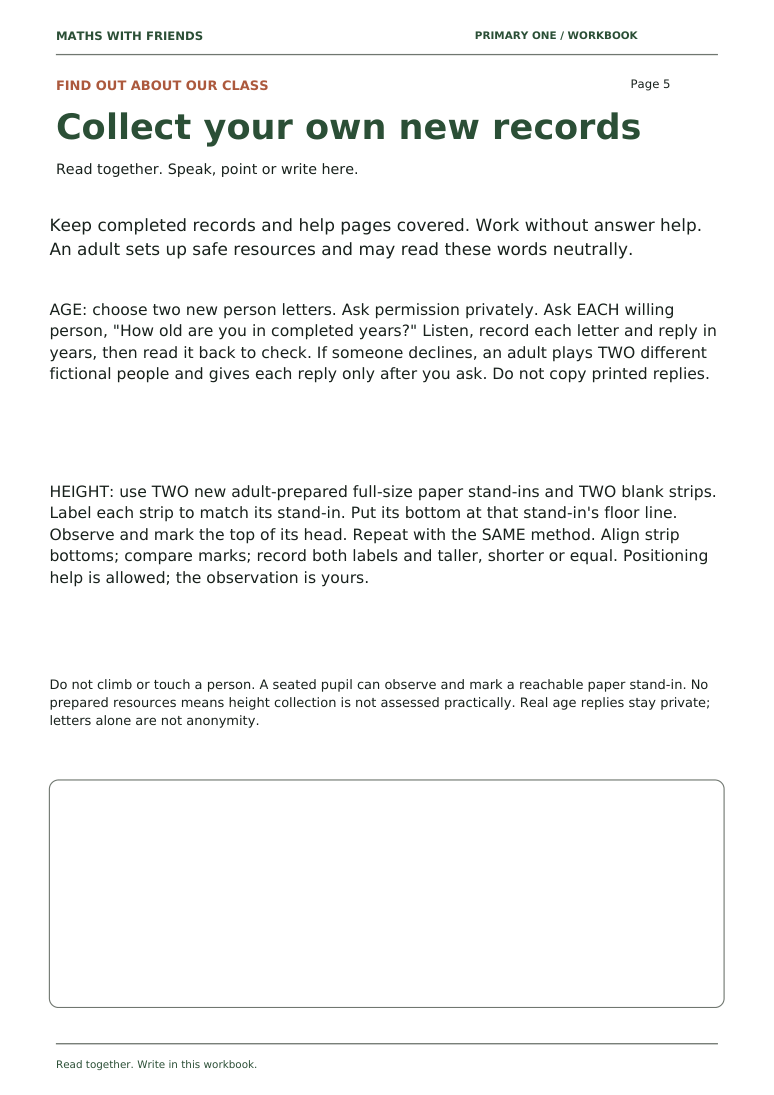 MATHS WITH FRIENDS
PRIMARY ONE / WORKBOOK
FIND OUT ABOUT OUR CLASS
Page 5
Collect your own new records
Read together. Speak, point or write here.
Keep completed records and help pages covered. Work without answer help.
An adult sets up safe resources and may read these words neutrally.
AGE: choose two new person letters. Ask permission privately. Ask EACH willing
person, "How old are you in completed years?" Listen, record each letter and reply in
years, then read it back to check. If someone declines, an adult plays TWO different
fictional people and gives each reply only after you ask. Do not copy printed replies.
HEIGHT: use TWO new adult-prepared full-size paper stand-ins and TWO blank strips.
Label each strip to match its stand-in. Put its bottom at that stand-in's floor line.
Observe and mark the top of its head. Repeat with the SAME method. Align strip
bottoms; compare marks; record both labels and taller, shorter or equal. Positioning
help is allowed; the observation is yours.
Do not climb or touch a person. A seated pupil can observe and mark a reachable paper stand-in. No
prepared resources means height collection is not assessed practically. Real age replies stay private;
letters alone are not anonymity.
Read together. Write in this workbook.